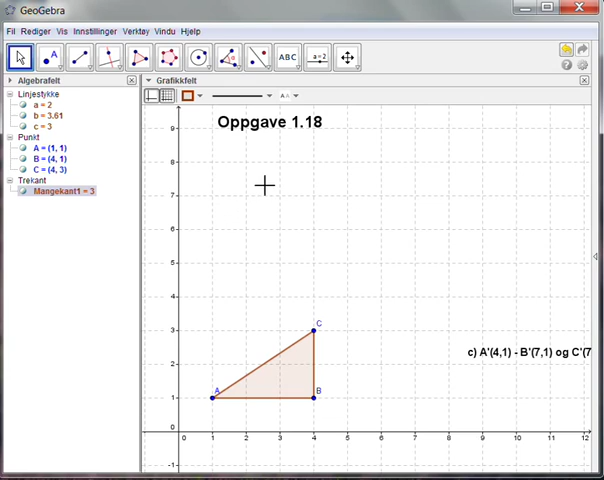 GeoGebra
Fil Rediger Vis Innstillinger Verktøy Vindu Hjelp
A
α
ABC
a=2
Algebrafelt
Grafikkfelt
Linjestykke
a = 2
b = 3.61
c = 3
Punkt
A = (1, 1)
B = (4, 1)
C = (4, 3)
Trekant
Mangekant1 = 3
Oppgave 1.18
9
8
7
6
5
4
3
2
1
0
-1
C
A
B
c) A'(4,1) - B'(7,1) og C'(7
0 1 2 3 4 5 6 7 8 9 10 11 12